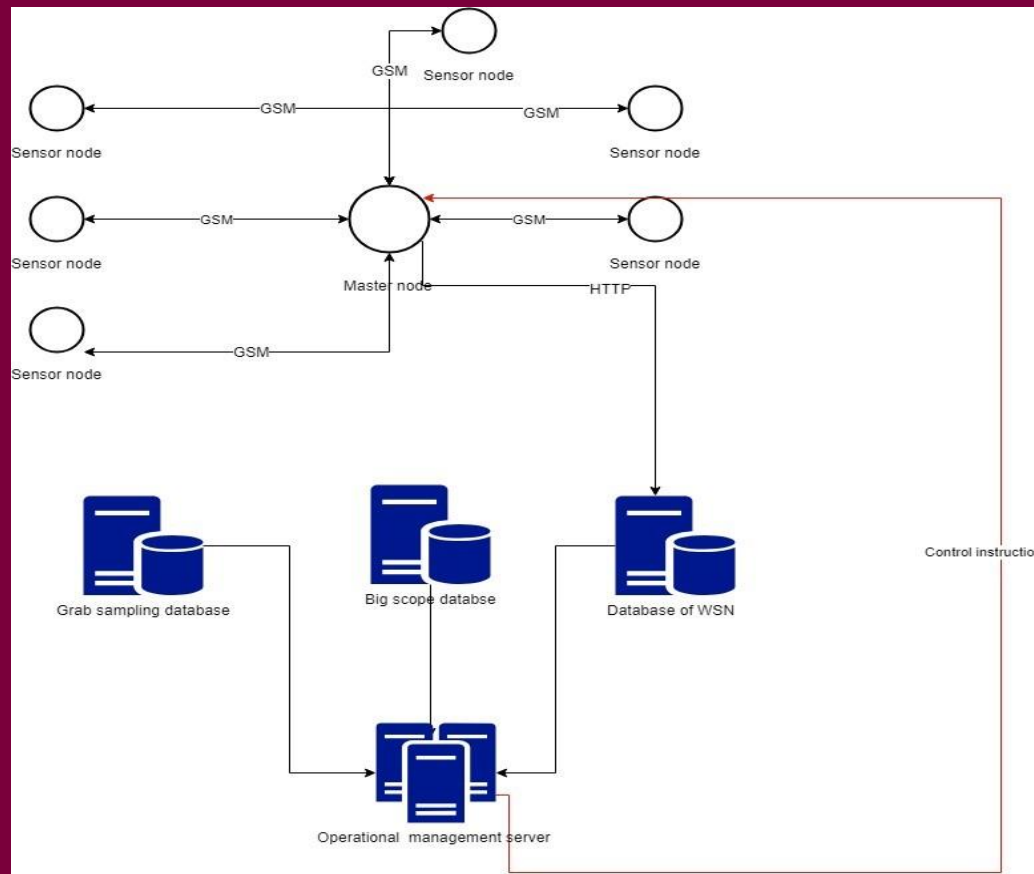 GSM
Sensor node
GSM
GSM
Sensor node
Sensor node
GSM
GSM
Sensor node
Sensor node
Master node
HTTP
GSM
Sensor node
Control instructio
Big scope databse
Grab sampling database
Database of WSN
Operational management server